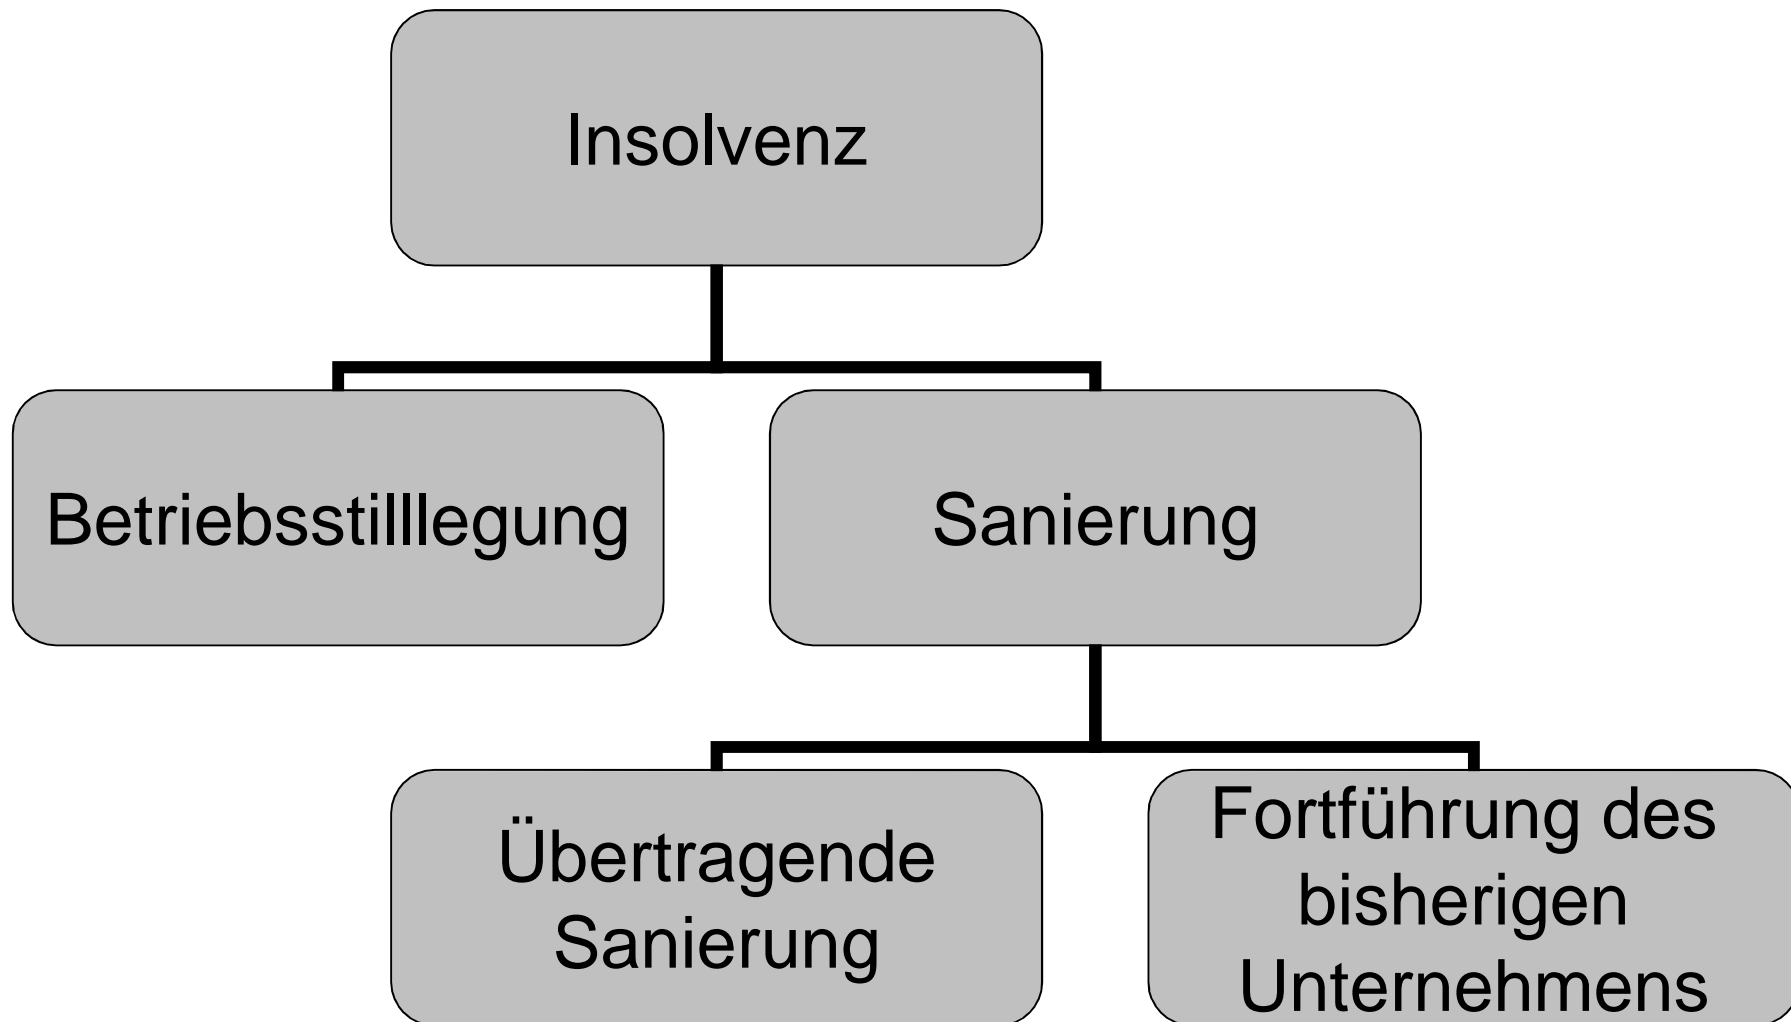 Insolvenz
Betriebsstilllegung
Sanierung
Übertragende
Sanierung
Fortführung des
bisherigen
Unternehmens